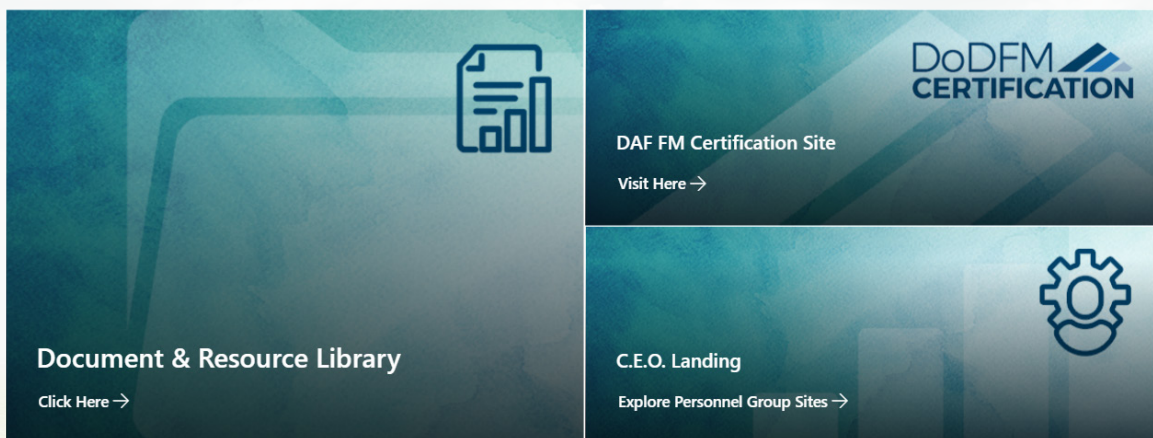 Document & Resource Library
Click Here →
DoDFM
CERTIFICATION
DAF FM Certification Site
Visit Here →
C.E.O. Landing
Explore Personnel Group Sites →